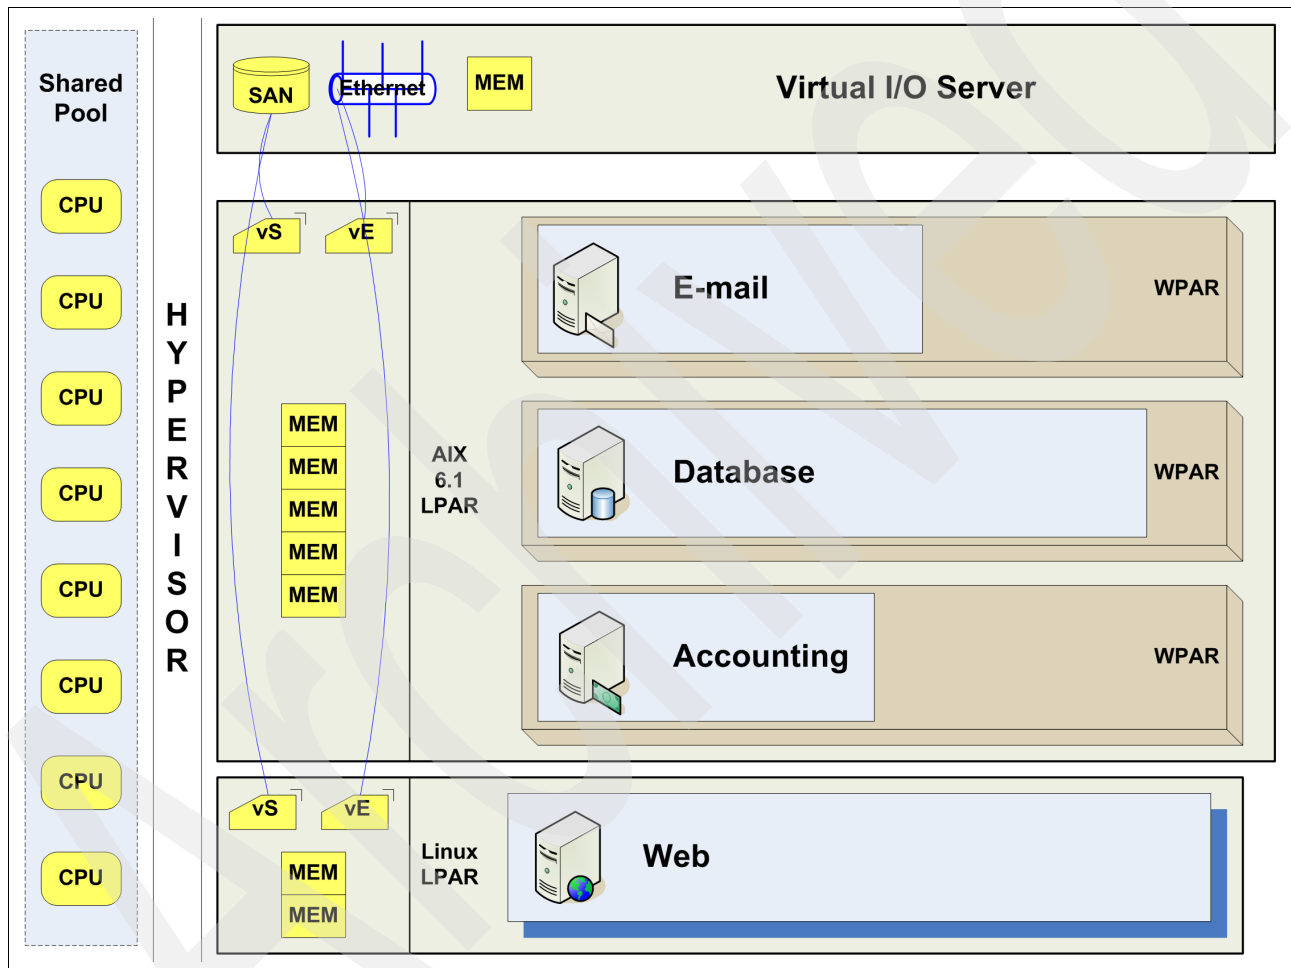 Shared
Pool
CPU
CPU
CPU
CPU
CPU
CPU
CPU
CPU
H
Y
P
E
R
V
I
S
O
R
SAN
Ethernet
MEM
Virtual I/O Server
vS
vE
MEM
MEM
MEM
MEM
MEM
AIX
6.1
LPAR
E-mail
WPAR
Database
WPAR
Accounting
WPAR
vS
vE
MEM
MEM
Linux
LPAR
Web
Archived